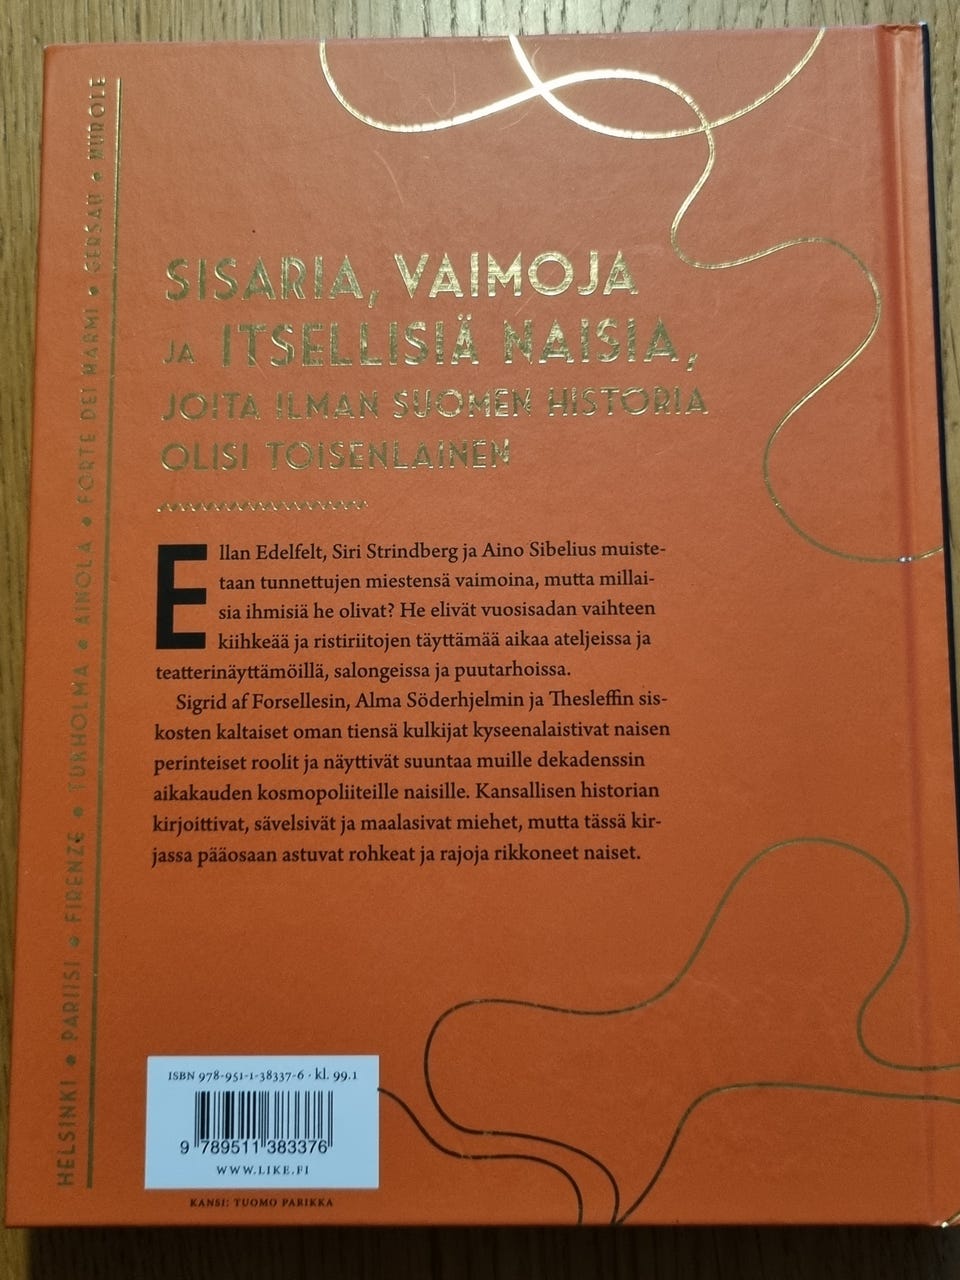 SISARIA, VAIMOJA
JA ITSELLISIÄ NAISIA,
JOITA ILMAN SUOMEN HISTORIA
OLISI TOISENLAINEN
Ellan Edelfelt, Siri Strindberg ja Aino Sibelius muiste-
taan tunnettujen miestensä vaimoina, mutta millai-
sia ihmisiä he olivat? He elivät vuosisadan vaihteen
kiihkeää ja ristiriitojen täyttämää aikaa ateljeissa ja
teatterinäyttämöillä, salongeissa ja puutarhoissa.
Sigrid af Forsellesin, Alma Söderhjelmin ja Thesleffin sis-
kosten kaltaiset oman tiensä kulkijat kyseenalaistivat naisen
perinteiset roolit ja näyttivät suuntaa muille dekadenssin
aikakauden kosmopoliiteille naisille. Kansallisen historian
kirjoittivat, sävelsivät ja maalasivat miehet, mutta tässä kir-
jassa pääosaan astuvat rohkeat ja rajoja rikkoneet naiset.
HELSINKI • PARIISI • FIRENZE • TUKHOLMA • AINOLA • FORTE DEI MARMI • GERSAU • MUROLE
ISBN 978-951-1-38337-6 · kl. 99.1
9 789511 383376
WWW.LIKE.FI
KANSI: TUOMO PARIKKA